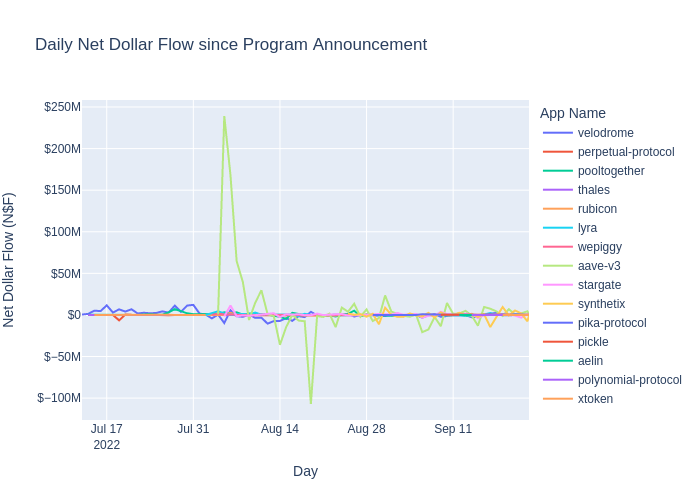 Daily Net Dollar Flow since Program Announcement
Net Dollar Flow (N$F)
$250M
$200M
$150M
$100M
$50M
$0
$−50M
$−100M
Jul 17
2022
Jul 31
Aug 14
Aug 28
Sep 11
Day
App Name
velodrome
perpetual-protocol
pooltogether
thales
rubicon
lyra
wepiggy
aave-v3
stargate
synthetix
pika-protocol
pickle
aelin
polynomial-protocol
xtoken